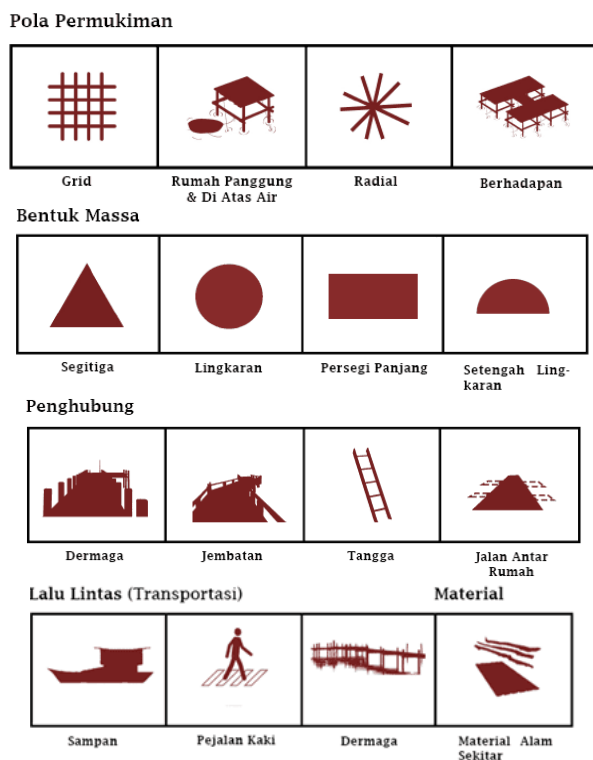 Pola Permukiman
Grid
Rumah Panggung
& Di Atas Air
Radial
Berhadapan
Bentuk Massa
Segitiga
Lingkaran
Persegi Panjang
Setengah Ling-
karan
Penghubung
Dermaga
Jembatan
Tangga
Jalan Antar
Rumah
Lalu Lintas (Transportasi)
Material
Sampan
Pejalan Kaki
Dermaga
Material Alam
Sekitar